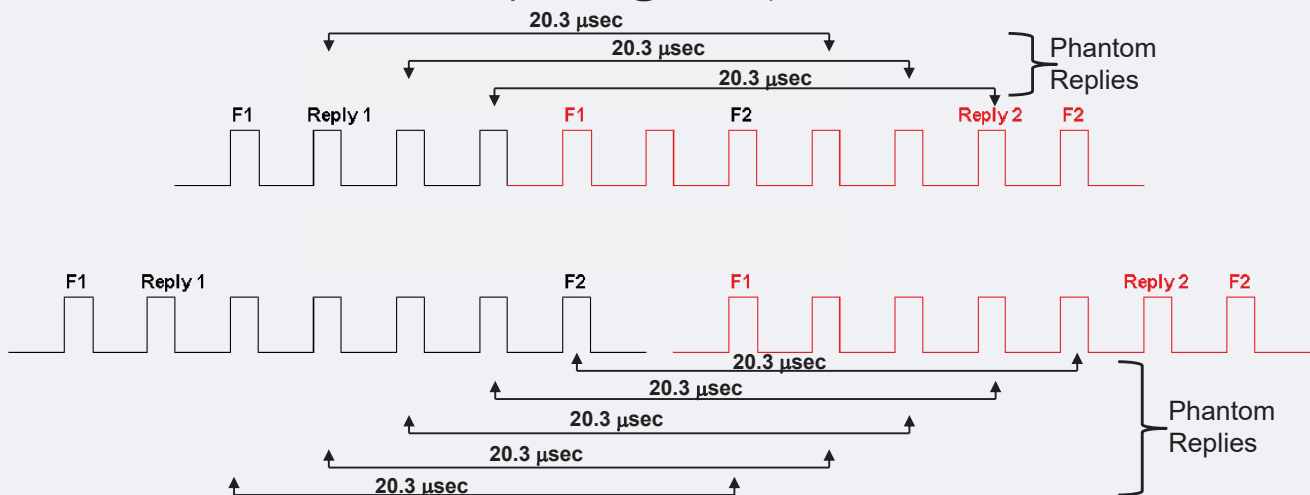 20.3 μsec
20.3 μsec
20.3 μsec
Phantom
Replies
F1 Reply 1 F1 F2 Reply 2 F2
F1 Reply 1 F2 F1 Reply 2 F2
20.3 μsec
20.3 μsec
20.3 μsec
20.3 μsec
20.3 μsec
Phantom
Replies